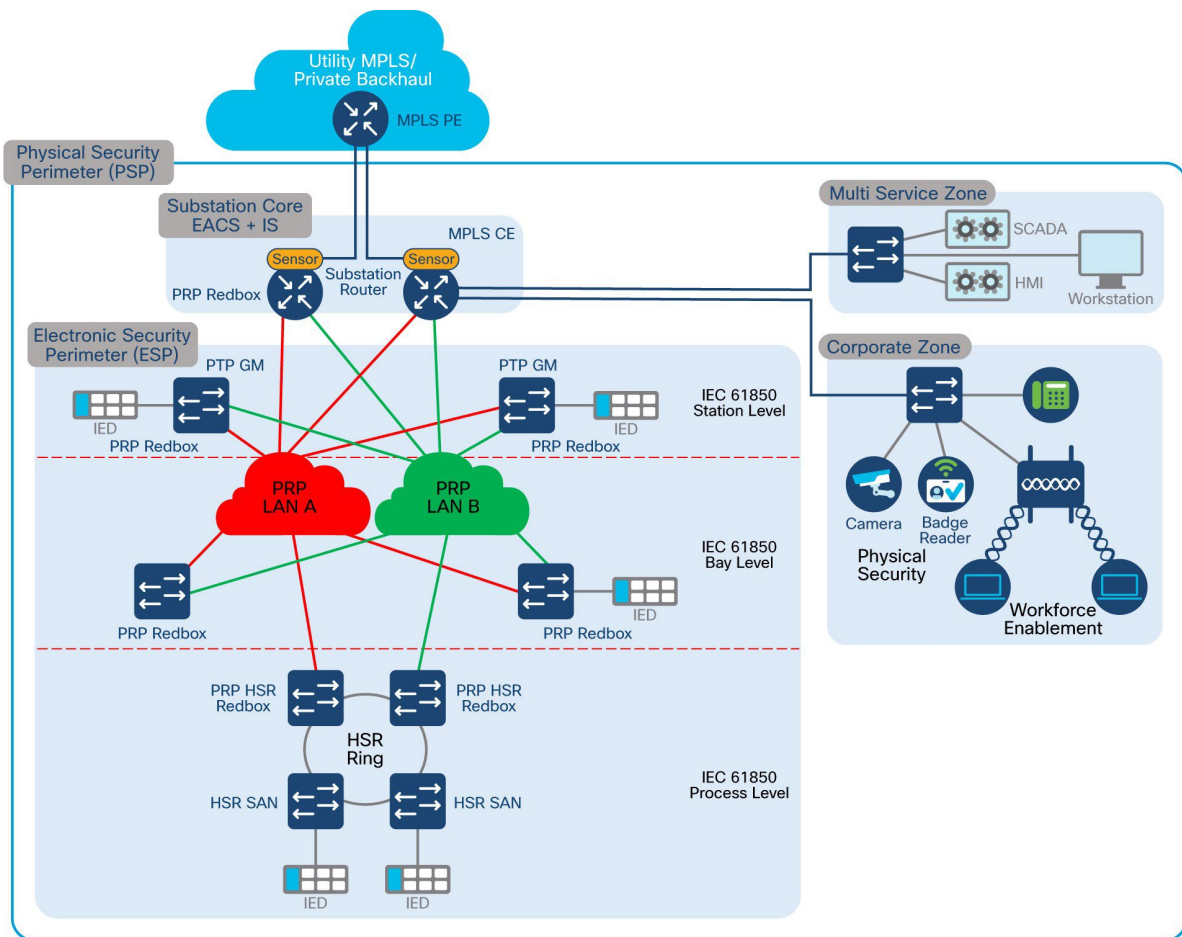 Utility MPLS/
Private Backhaul
MPLS PE
Physical Security
Perimeter (PSP)
Substation Core
EACS + IS
MPLS CE
Sensor
Sensor
Substation
Router
PRP Redbox
Multi Service Zone
SCADA
HMI
Workstation
Electronic Security
Perimeter (ESP)
PTP GM
PTP GM
IEC 61850
Station Level
IED
IED
PRP Redbox
PRP Redbox
Corporate Zone
Camera
Badge
Reader
Physical
Security
Workforce
Enablement
PRP
LAN A
PRP
LAN B
IEC 61850
Bay Level
IED
PRP Redbox
PRP Redbox
PRP HSR
Redbox
PRP HSR
Redbox
HSR
Ring
IEC 61850
Process Level
HSR SAN
HSR SAN
IED
IED